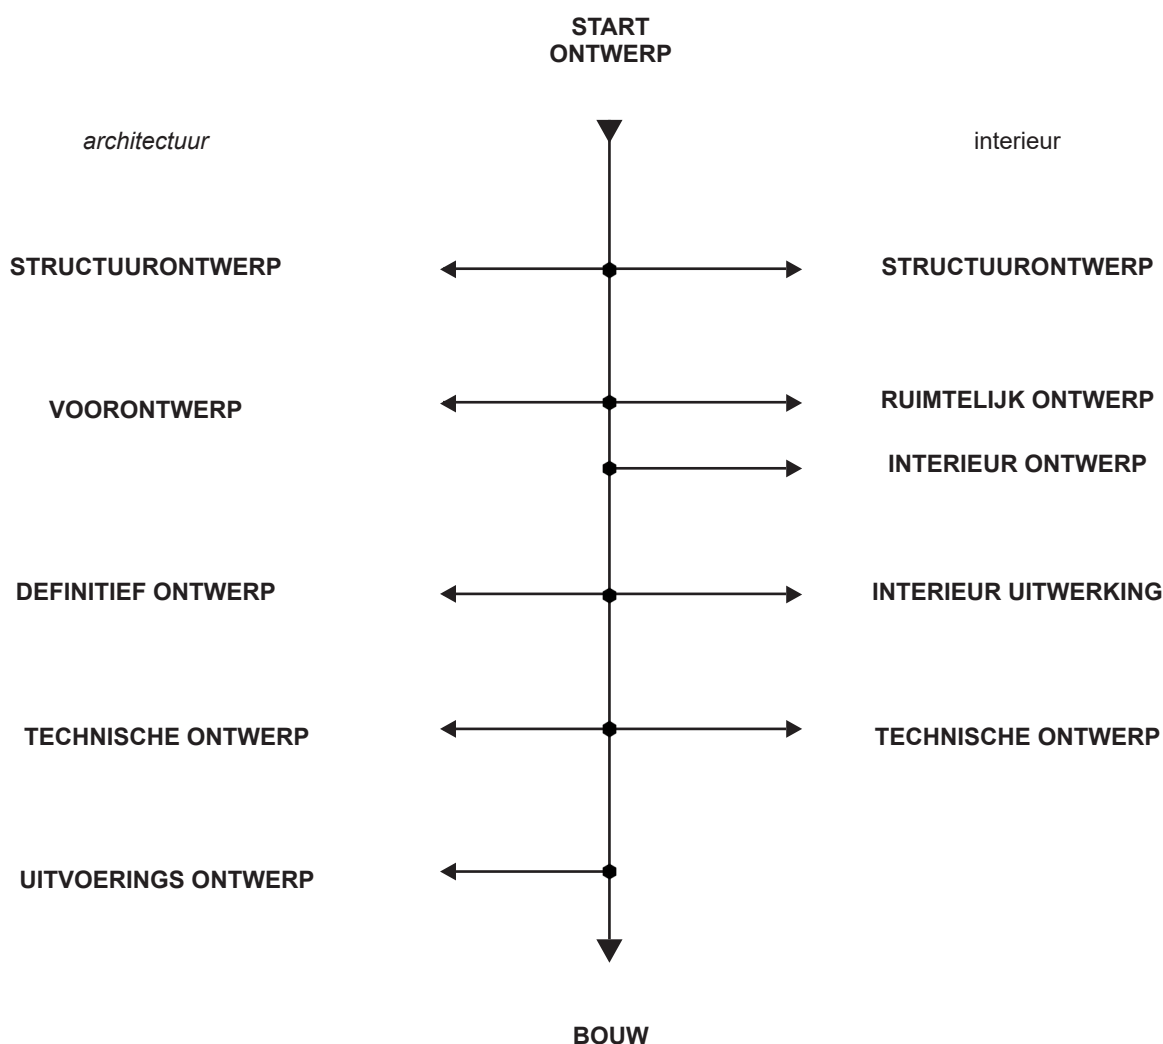 START
ONTWERP
architectuur
interieur
STRUCTUURONTWERP
STRUCTUURONTWERP
VOORONTWERP
RUIMTELIJK ONTWERP
INTERIEUR ONTWERP
DEFINITIEF ONTWERP
INTERIEUR UITWERKING
TECHNISCHE ONTWERP
TECHNISCHE ONTWERP
UITVOERINGS ONTWERP
BOUW